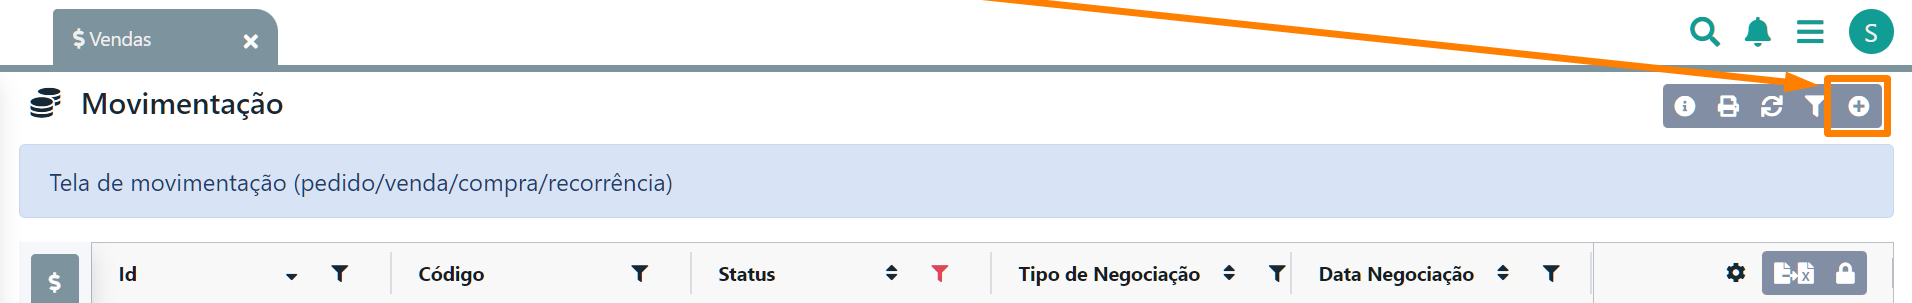 $ Vendas
S
Movimentação
Tela de movimentação (pedido/venda/compra/recorrência)
$ Id Código Status Tipo de Negociação Data Negociação